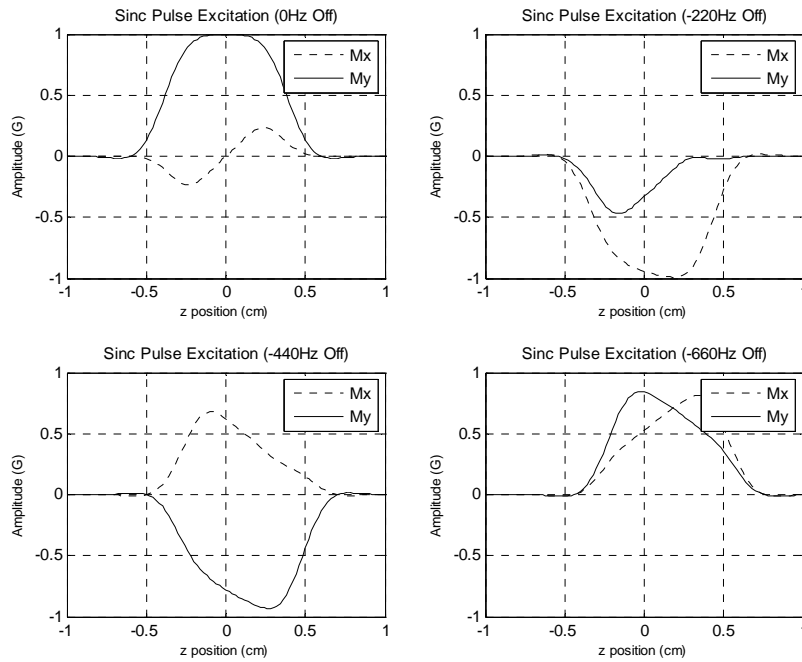 Sinc Pulse Excitation (0Hz Off)
1
0.5
0
-0.5
-1
Amplitude (G)
Mx
My
-1
-0.5
0
0.5
1
z position (cm)
Sinc Pulse Excitation (-220Hz Off)
1
0.5
0
-0.5
-1
Amplitude (G)
Mx
My
-1
-0.5
0
0.5
1
z position (cm)
Sinc Pulse Excitation (-440Hz Off)
1
0.5
0
-0.5
-1
Amplitude (G)
Mx
My
-1
-0.5
0
0.5
1
z position (cm)
Sinc Pulse Excitation (-660Hz Off)
1
0.5
0
-0.5
-1
Amplitude (G)
Mx
My
-1
-0.5
0
0.5
1
z position (cm)